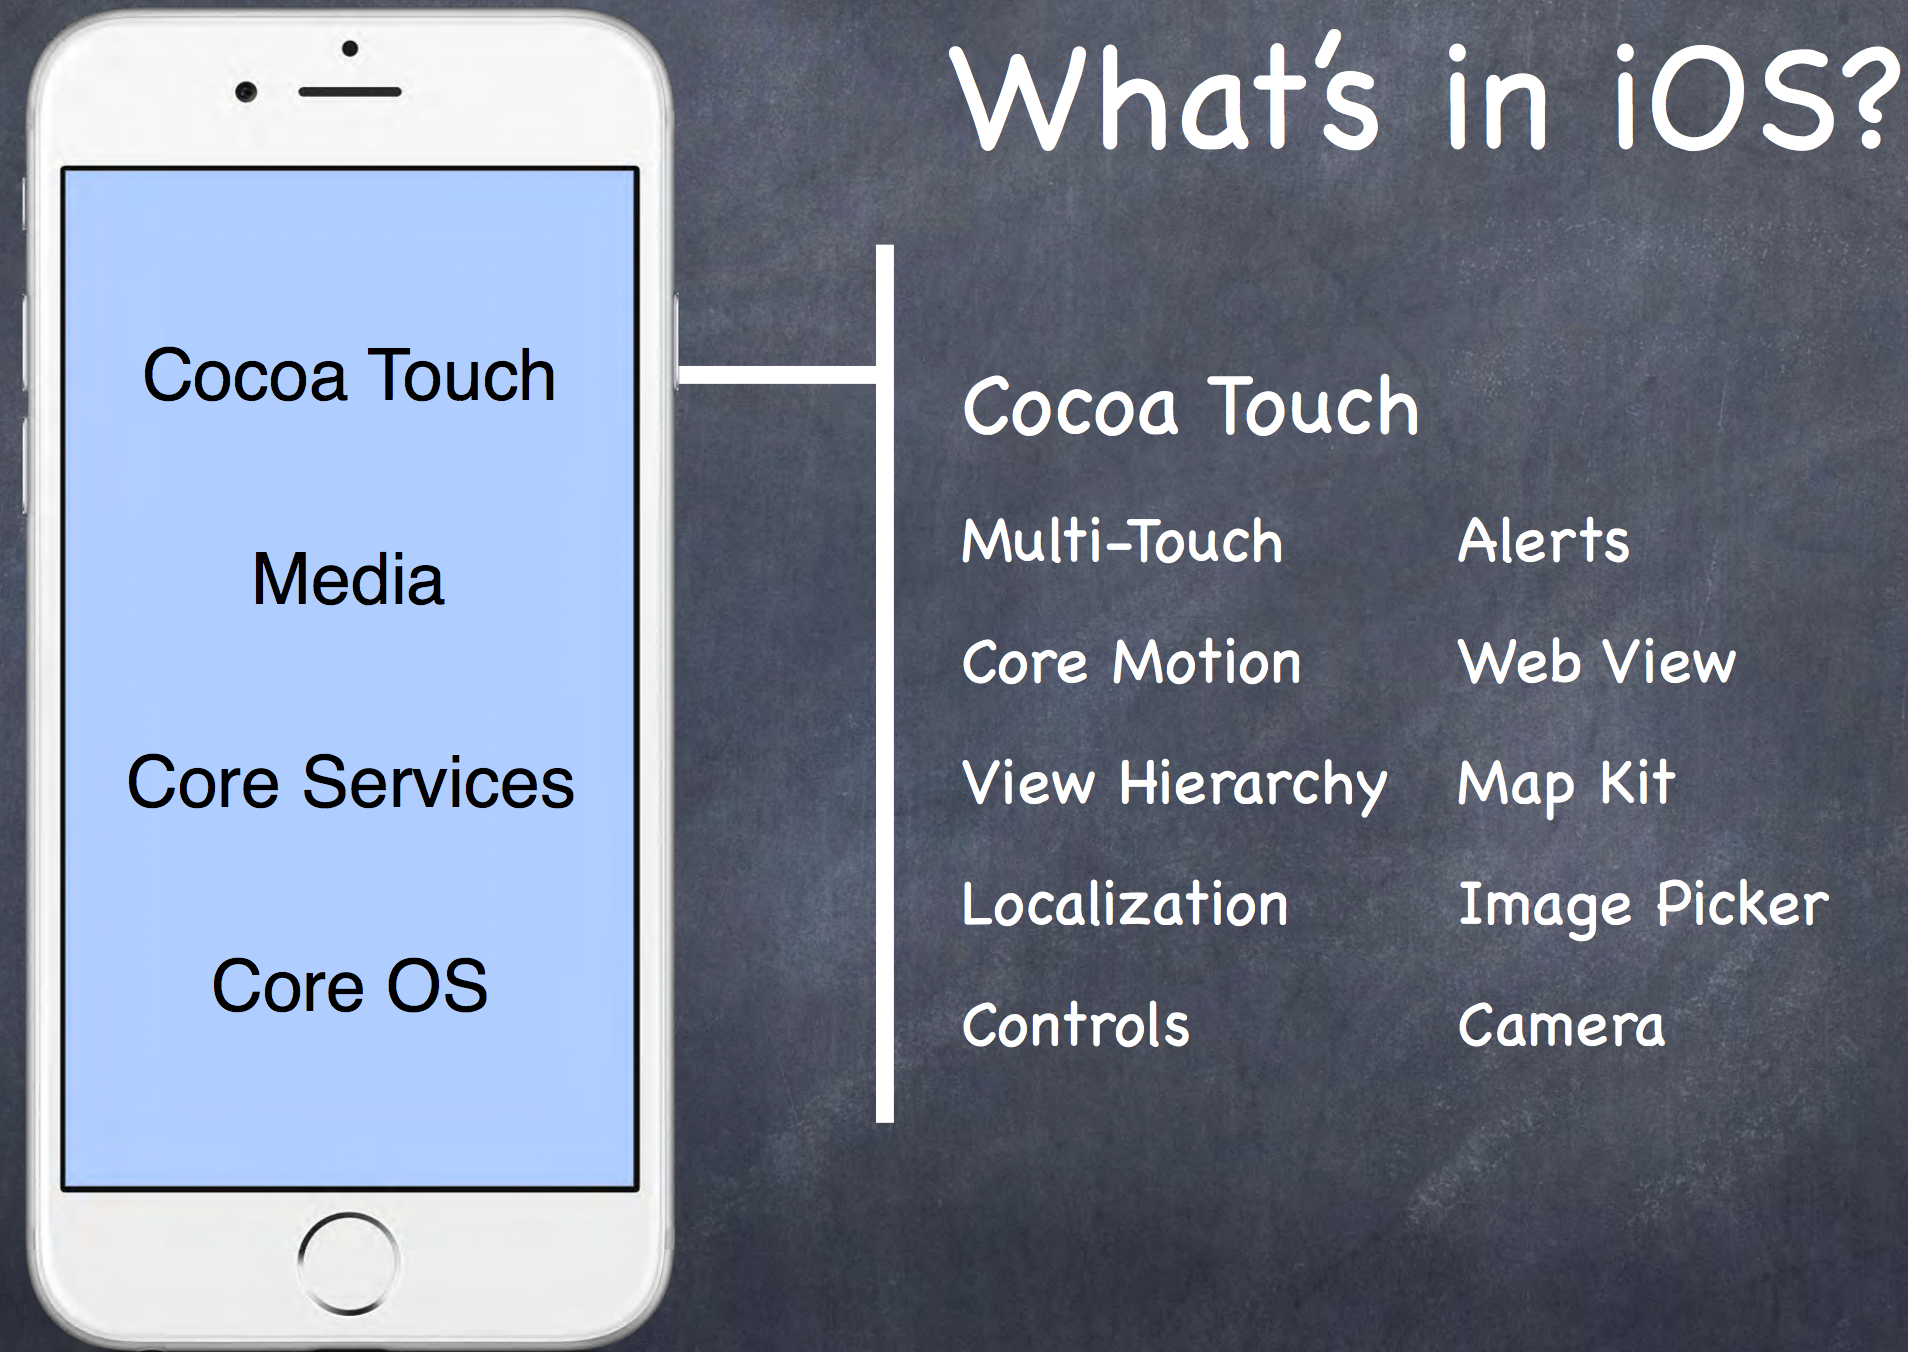 What's in iOS?
Cocoa Touch
Media
Core Services
Core OS
Cocoa Touch
Multi-Touch
Core Motion
View Hierarchy
Localization
Controls
Alerts
Web View
Map Kit
Image Picker
Camera